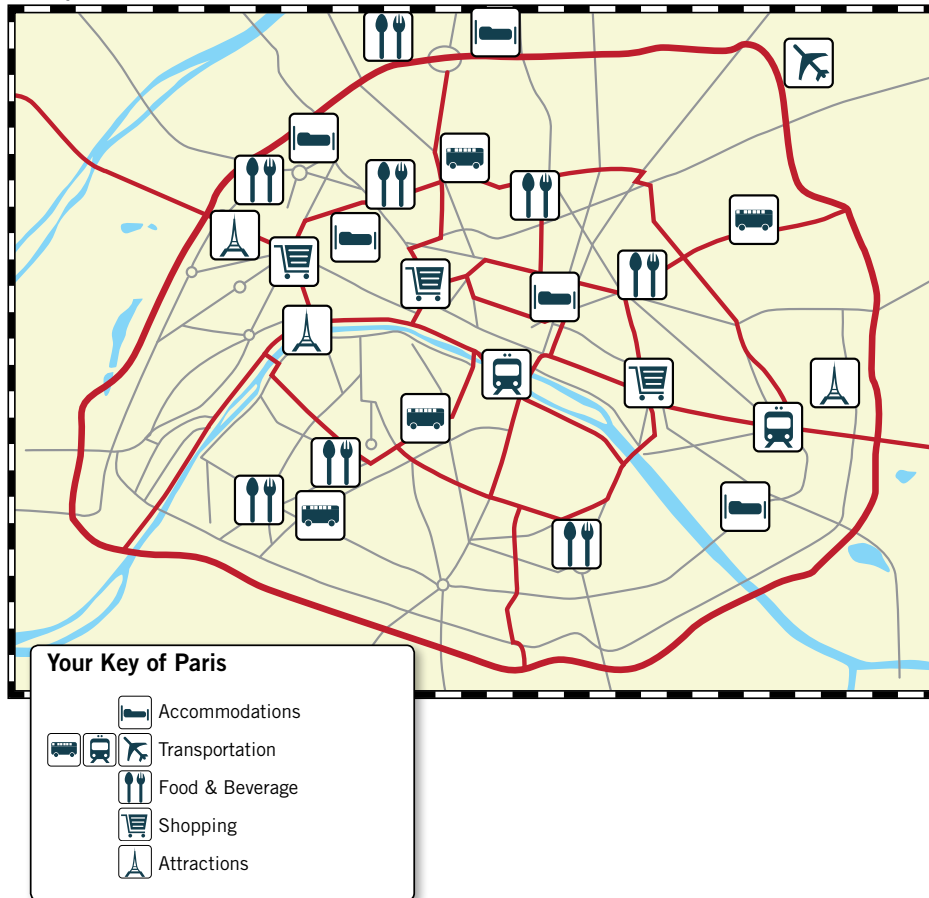 Your Key of Paris
Accommodations
Transportation
Food & Beverage
Shopping
Attractions